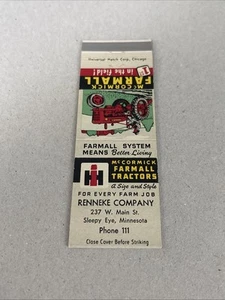 Universal Match Corp., Chicago
McCORMICK
FARMALL
1st in the field!
FARMALL SYSTEM
MEANS Better Living
IH
McCORMICK
FARMALL
TRACTORS
A Size and Style
FOR EVERY FARM JOB
RENNEKE COMPANY
237 W. Main St.
Sleepy Eye, Minnesota
Phone 111
Close Cover Before Striking